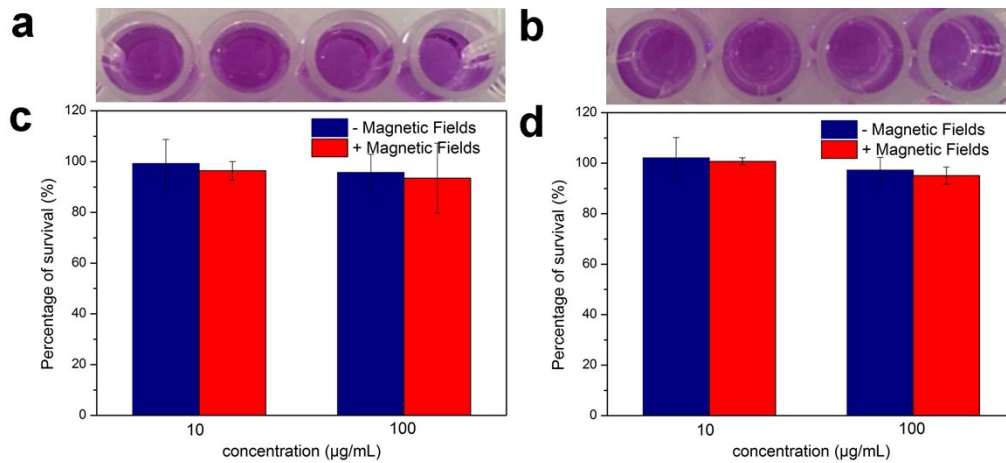 a
b
c
120
100
80
60
40
20
0
Percentage of survival (%)
- Magnetic Fields
+ Magnetic Fields
10
100
concentration (µg/mL)
d
120
100
80
60
40
20
0
Percentage of survival (%)
- Magnetic Fields
+ Magnetic Fields
10
100
concentration (µg/mL)